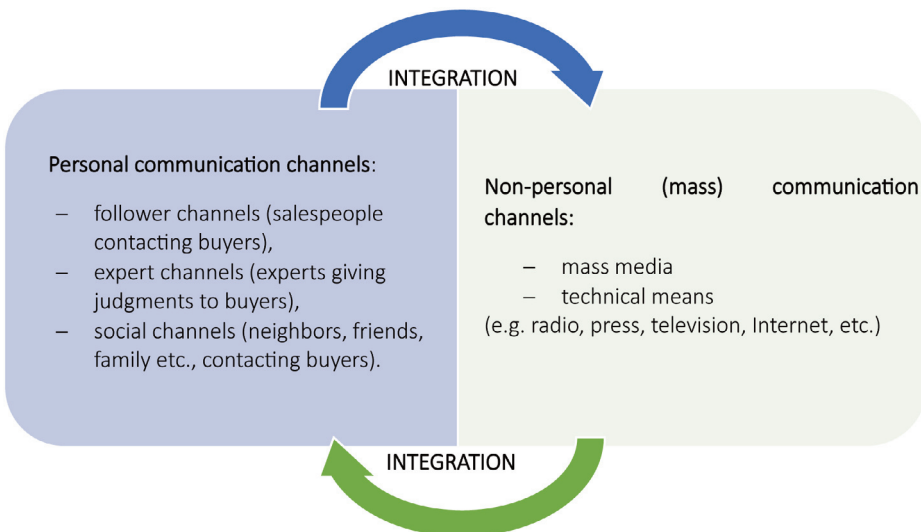 INTEGRATION
Personal communication channels:
– follower channels (salespeople
contacting buyers),
– expert channels (experts giving
judgments to buyers),
– social channels (neighbors, friends,
family etc., contacting buyers).
Non-personal (mass) communication
channels:
– mass media
– technical means
(e.g. radio, press, television, Internet, etc.)
INTEGRATION